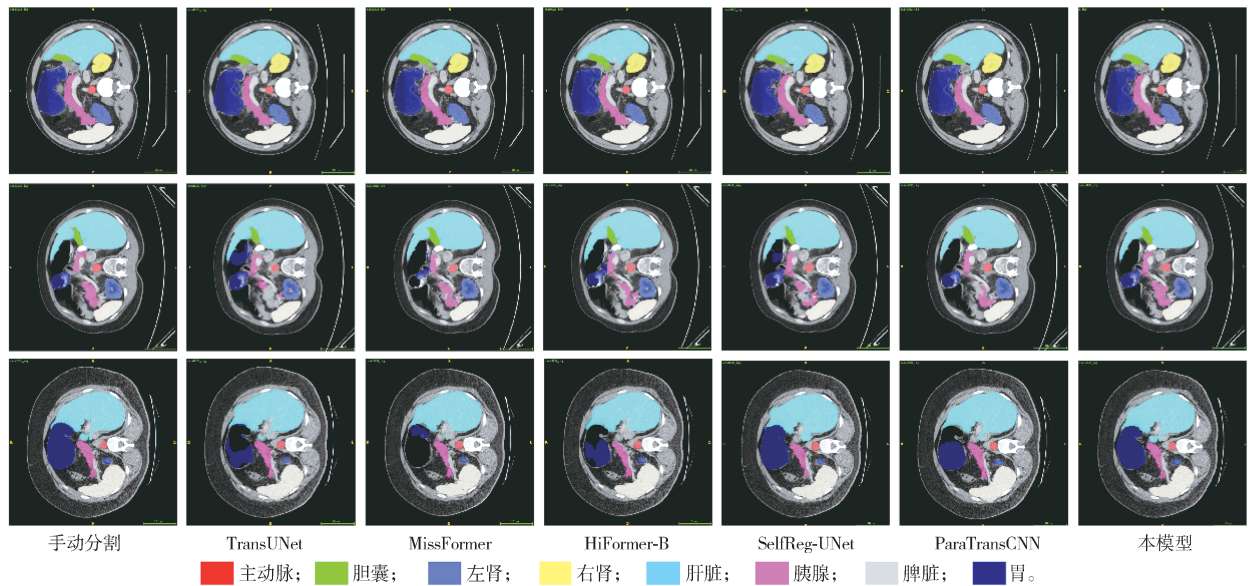 手动分割 TransUNet MissFormer HiFormer-B SelfReg-UNet ParaTransCNN 本模型
主动脉； 胆囊； 左肾； 右肾； 肝脏； 胰腺； 脾脏； 胃。